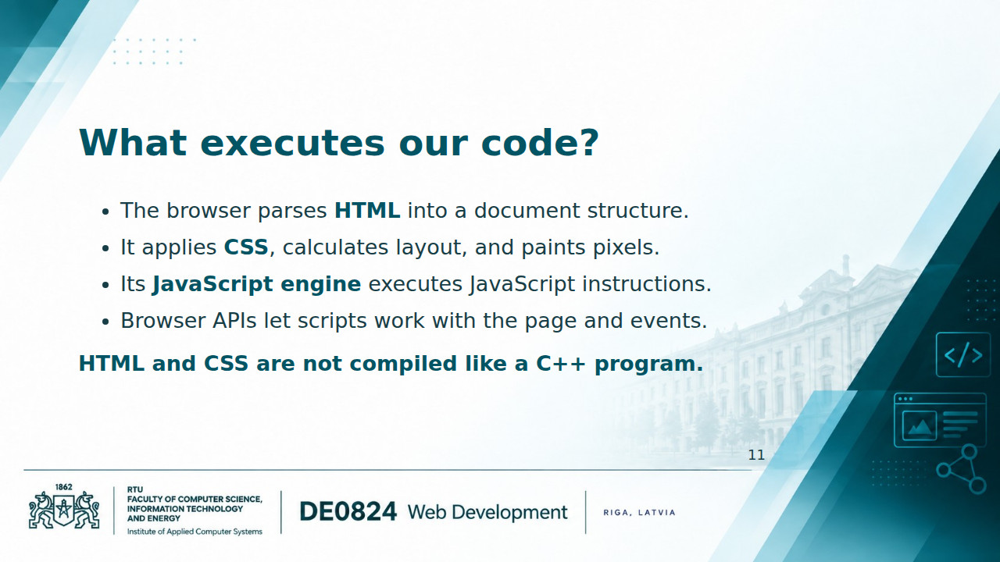 What executes our code?
• The browser parses HTML into a document structure.
• It applies CSS, calculates layout, and paints pixels.
• Its JavaScript engine executes JavaScript instructions.
• Browser APIs let scripts work with the page and events.
HTML and CSS are not compiled like a C++ program.
</>
11
1862
RTU
FACULTY OF COMPUTER SCIENCE,
INFORMATION TECHNOLOGY
AND ENERGY
Institute of Applied Computer Systems
DE0824 Web Development
RIGA, LATVIA